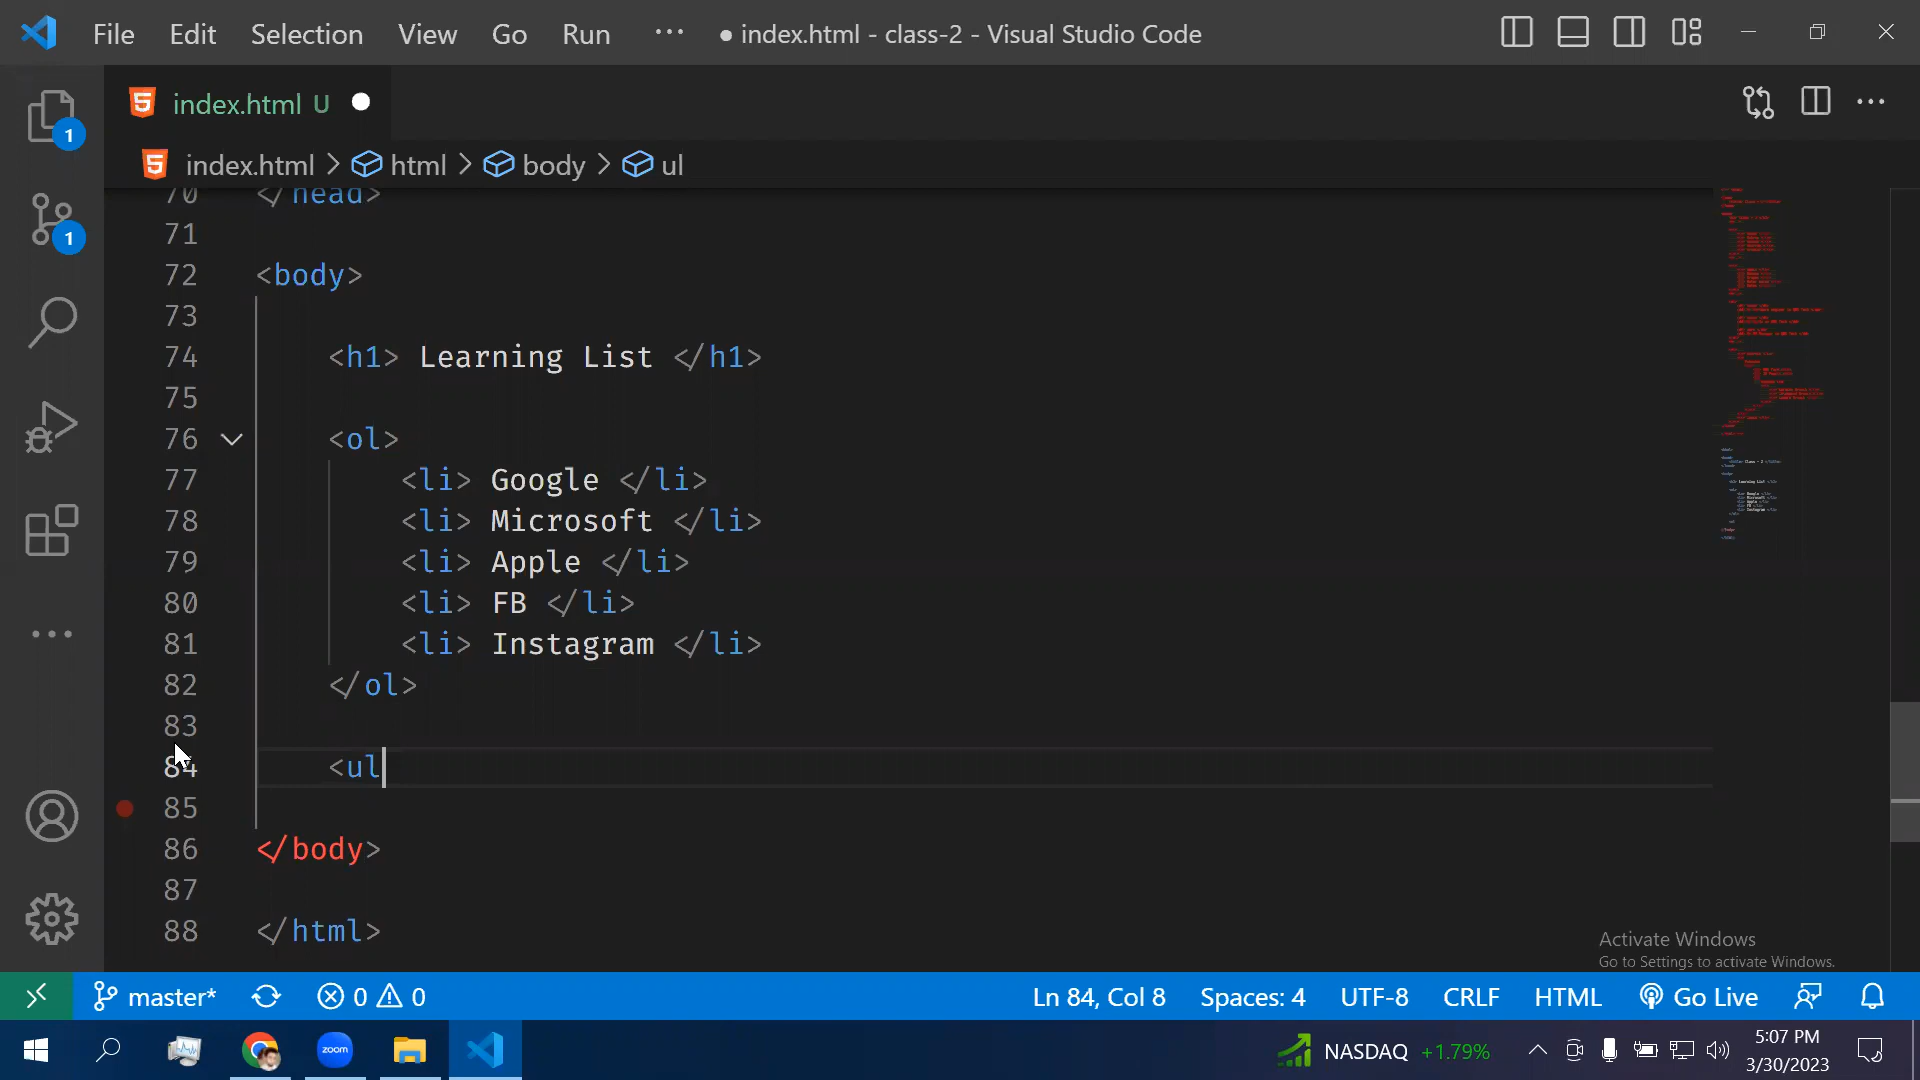 File Edit Selection View Go Run ··· ● index.html - class-2 - Visual Studio Code
index.html U ●
index.html > html > body > ul
1
1
70 </head>
71
72 <body>
73
74 <h1> Learning List </h1>
75
76 <ol>
77 <li> Google </li>
78 <li> Microsoft </li>
79 <li> Apple </li>
80 <li> FB </li>
81 <li> Instagram </li>
82 </ol>
83
84 <ul
85
86 </body>
87
88 </html>
Activate Windows
Go to Settings to activate Windows.
master* 0 0 Ln 84, Col 8 Spaces: 4 UTF-8 CRLF HTML Go Live
zoom NASDAQ +1.79% 5:07 PM
3/30/2023